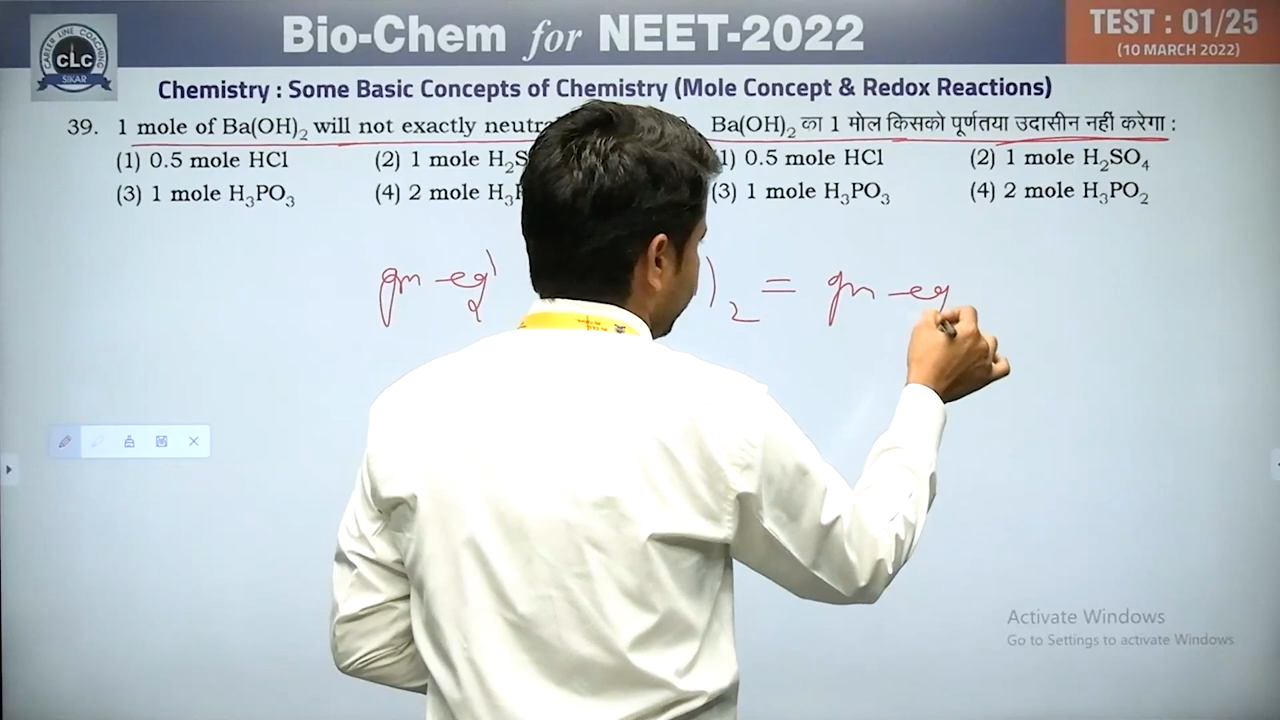 Bio-Chem for NEET-2022
TEST : 01/25
(10 MARCH 2022)
CAREER LINE COACHING
CLC
SIKAR
Chemistry : Some Basic Concepts of Chemistry (Mole Concept & Redox Reactions)
39. 1 mole of Ba(OH)₂ will not exactly neutra
(1) 0.5 mole HCl (2) 1 mole H₂S
(3) 1 mole H₃PO₃ (4) 2 mole H₃
Ba(OH)₂ का 1 मोल किसको पूर्णतया उदासीन नहीं करेगा :
1) 0.5 mole HCl (2) 1 mole H₂SO₄
(3) 1 mole H₃PO₃ (4) 2 mole H₃PO₂
gm-eq )₂ = gm-eq
Activate Windows
Go to Settings to activate Windows